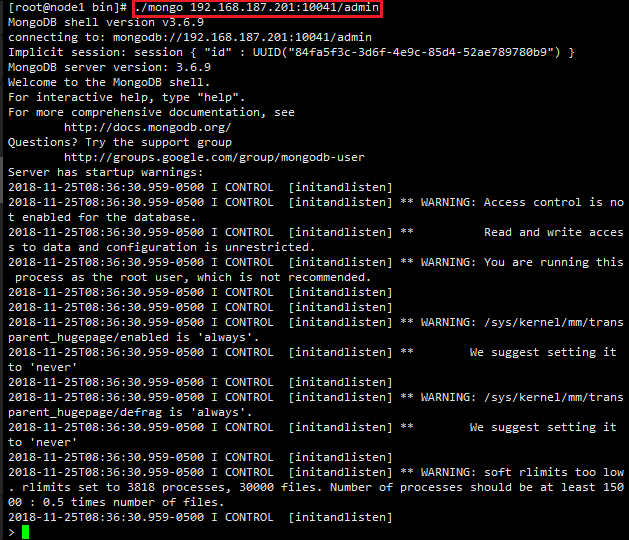 [root@node1 bin]# ./mongo 192.168.187.201:10041/admin
MongoDB shell version v3.6.9
connecting to: mongodb://192.168.187.201:10041/admin
Implicit session: session { "id" : UUID("84fa5f3c-3d6f-4e9c-85d4-52ae789780b9") }
MongoDB server version: 3.6.9
Welcome to the MongoDB shell.
For interactive help, type "help".
For more comprehensive documentation, see
        http://docs.mongodb.org/
Questions? Try the support group
        http://groups.google.com/group/mongodb-user
Server has startup warnings:
2018-11-25T08:36:30.959-0500 I CONTROL  [initandlisten]
2018-11-25T08:36:30.959-0500 I CONTROL  [initandlisten] ** WARNING: Access control is no
t enabled for the database.
2018-11-25T08:36:30.959-0500 I CONTROL  [initandlisten] **          Read and write acces
s to data and configuration is unrestricted.
2018-11-25T08:36:30.959-0500 I CONTROL  [initandlisten] ** WARNING: You are running this
 process as the root user, which is not recommended.
2018-11-25T08:36:30.959-0500 I CONTROL  [initandlisten]
2018-11-25T08:36:30.959-0500 I CONTROL  [initandlisten]
2018-11-25T08:36:30.959-0500 I CONTROL  [initandlisten] ** WARNING: /sys/kernel/mm/trans
parent_hugepage/enabled is 'always'.
2018-11-25T08:36:30.959-0500 I CONTROL  [initandlisten] **        We suggest setting it
to 'never'
2018-11-25T08:36:30.959-0500 I CONTROL  [initandlisten]
2018-11-25T08:36:30.959-0500 I CONTROL  [initandlisten] ** WARNING: /sys/kernel/mm/trans
parent_hugepage/defrag is 'always'.
2018-11-25T08:36:30.959-0500 I CONTROL  [initandlisten] **        We suggest setting it
to 'never'
2018-11-25T08:36:30.959-0500 I CONTROL  [initandlisten]
2018-11-25T08:36:30.959-0500 I CONTROL  [initandlisten] ** WARNING: soft rlimits too low
. rlimits set to 3818 processes, 30000 files. Number of processes should be at least 150
00 : 0.5 times number of files.
2018-11-25T08:36:30.959-0500 I CONTROL  [initandlisten]
>